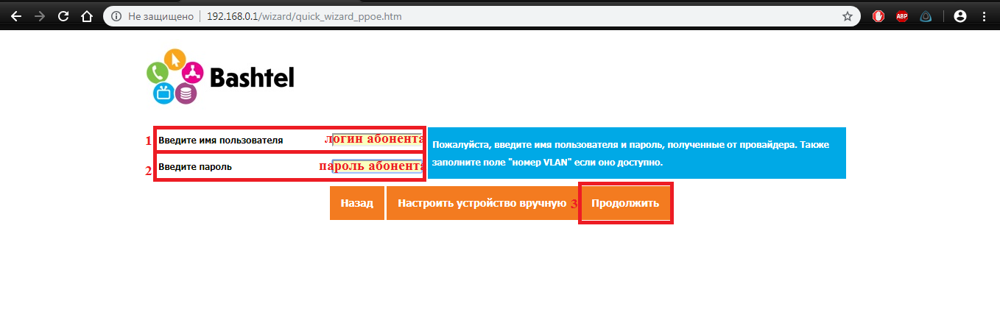 Не защищено 192.168.0.1/wizard/quick_wizard_ppoe.htm
ABP
Bashtel
1 Введите имя пользователя логин абонента
2 Введите пароль пароль абонента
Пожалуйста, введите имя пользователя и пароль, полученные от провайдера. Также
заполните поле "номер VLAN" если оно доступно.
Назад Настроить устройство вручную 3 Продолжить